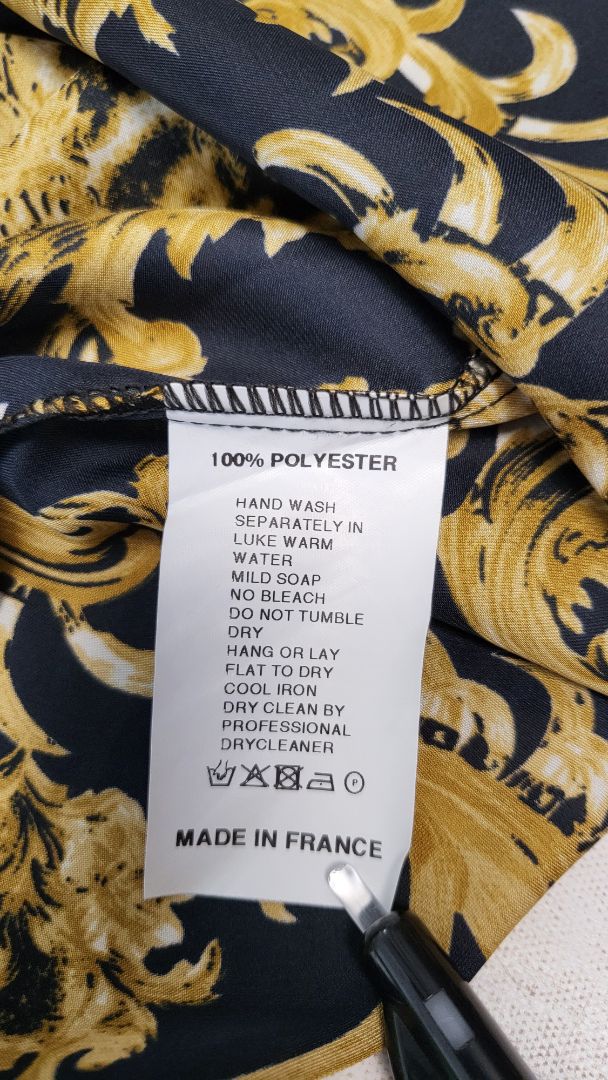 100% POLYESTER
HAND WASH
SEPARATELY IN
LUKE WARM
WATER
MILD SOAP
NO BLEACH
DO NOT TUMBLE
DRY
HANG OR LAY
FLAT TO DRY
COOL IRON
DRY CLEAN BY
PROFESSIONAL
DRYCLEANER
P
MADE IN FRANCE